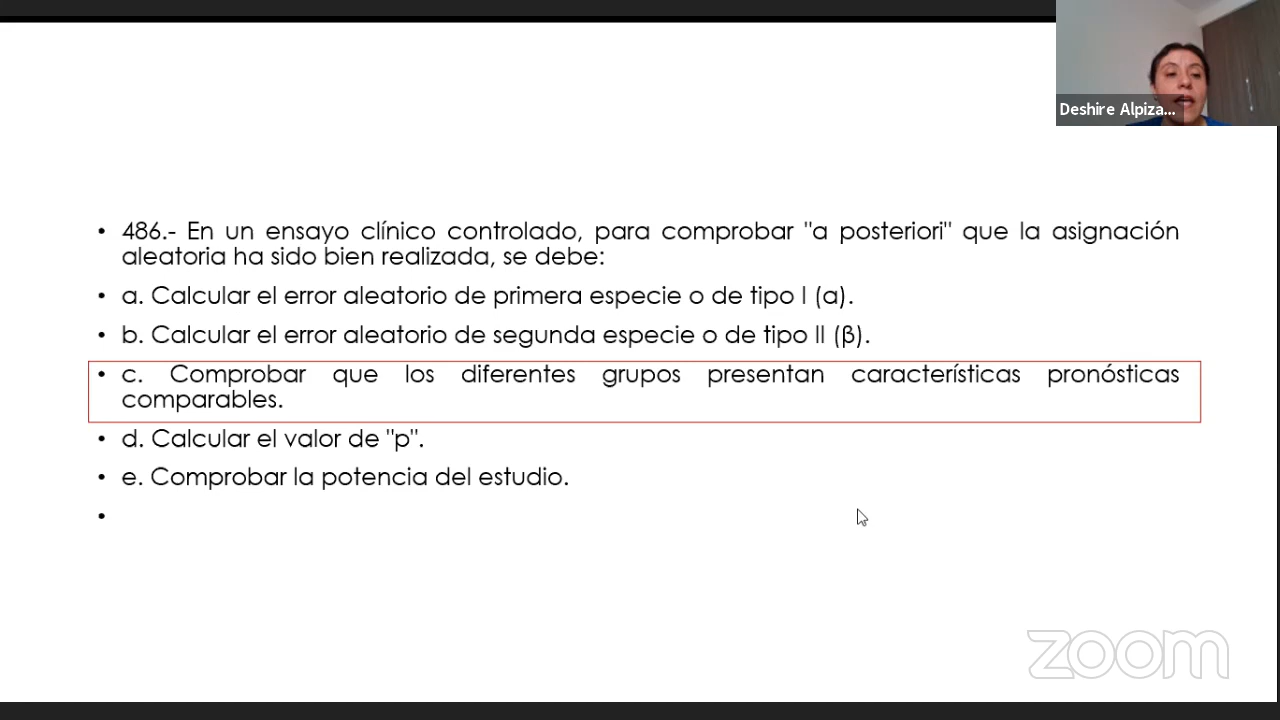 Deshire Alpiza...
• 486.- En un ensayo clínico controlado, para comprobar "a posteriori" que la asignación
aleatoria ha sido bien realizada, se debe:
• a. Calcular el error aleatorio de primera especie o de tipo I (α).
• b. Calcular el error aleatorio de segunda especie o de tipo II (β).
• c. Comprobar que los diferentes grupos presentan características pronósticas
comparables.
• d. Calcular el valor de "p".
• e. Comprobar la potencia del estudio.
•
zoom